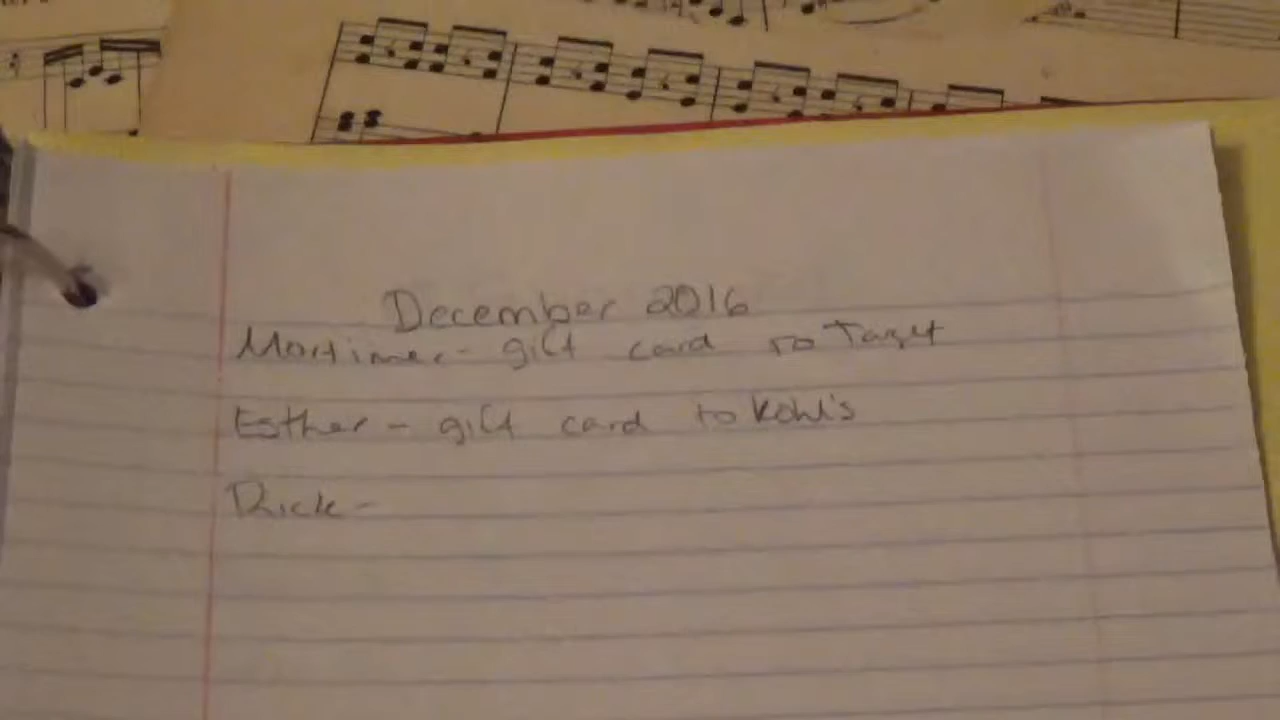 December 2016
Mortimer - gift card to Target
Esther - gift card to Kohl's
Dick -